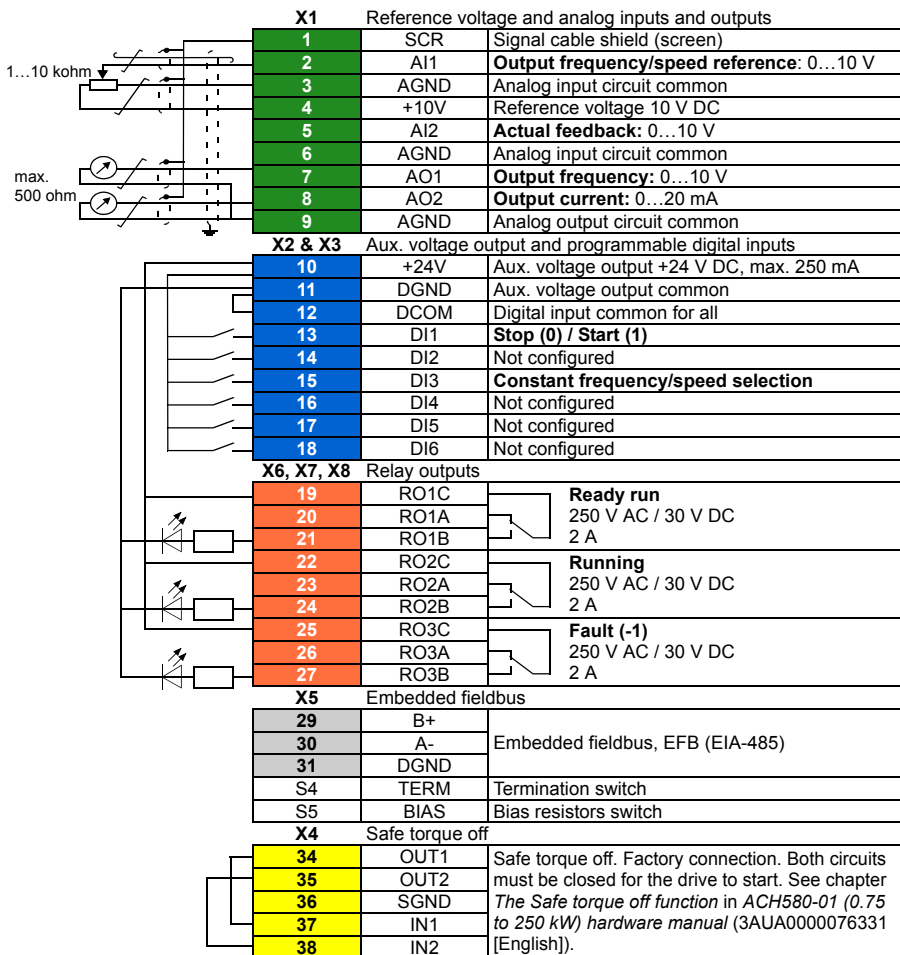 X1 Reference voltage and analog inputs and outputs
1 SCR Signal cable shield (screen)
1…10 kohm
2 AI1 Output frequency/speed reference: 0…10 V
3 AGND Analog input circuit common
4 +10V Reference voltage 10 V DC
5 AI2 Actual feedback: 0…10 V
6 AGND Analog input circuit common
max.
500 ohm
7 AO1 Output frequency: 0…10 V
8 AO2 Output current: 0…20 mA
9 AGND Analog output circuit common
X2 & X3 Aux. voltage output and programmable digital inputs
10 +24V Aux. voltage output +24 V DC, max. 250 mA
11 DGND Aux. voltage output common
12 DCOM Digital input common for all
13 DI1 Stop (0) / Start (1)
14 DI2 Not configured
15 DI3 Constant frequency/speed selection
16 DI4 Not configured
17 DI5 Not configured
18 DI6 Not configured
X6, X7, X8 Relay outputs
19 RO1C Ready run
20 RO1A 250 V AC / 30 V DC
21 RO1B 2 A
22 RO2C Running
23 RO2A 250 V AC / 30 V DC
24 RO2B 2 A
25 RO3C Fault (-1)
26 RO3A 250 V AC / 30 V DC
27 RO3B 2 A
X5 Embedded fieldbus
29 B+
30 A- Embedded fieldbus, EFB (EIA-485)
31 DGND
S4 TERM Termination switch
S5 BIAS Bias resistors switch
X4 Safe torque off
34 OUT1 Safe torque off. Factory connection. Both circuits
35 OUT2 must be closed for the drive to start. See chapter
36 SGND The Safe torque off function in ACH580-01 (0.75
37 IN1 to 250 kW) hardware manual (3AUA0000076331
38 IN2 [English]).